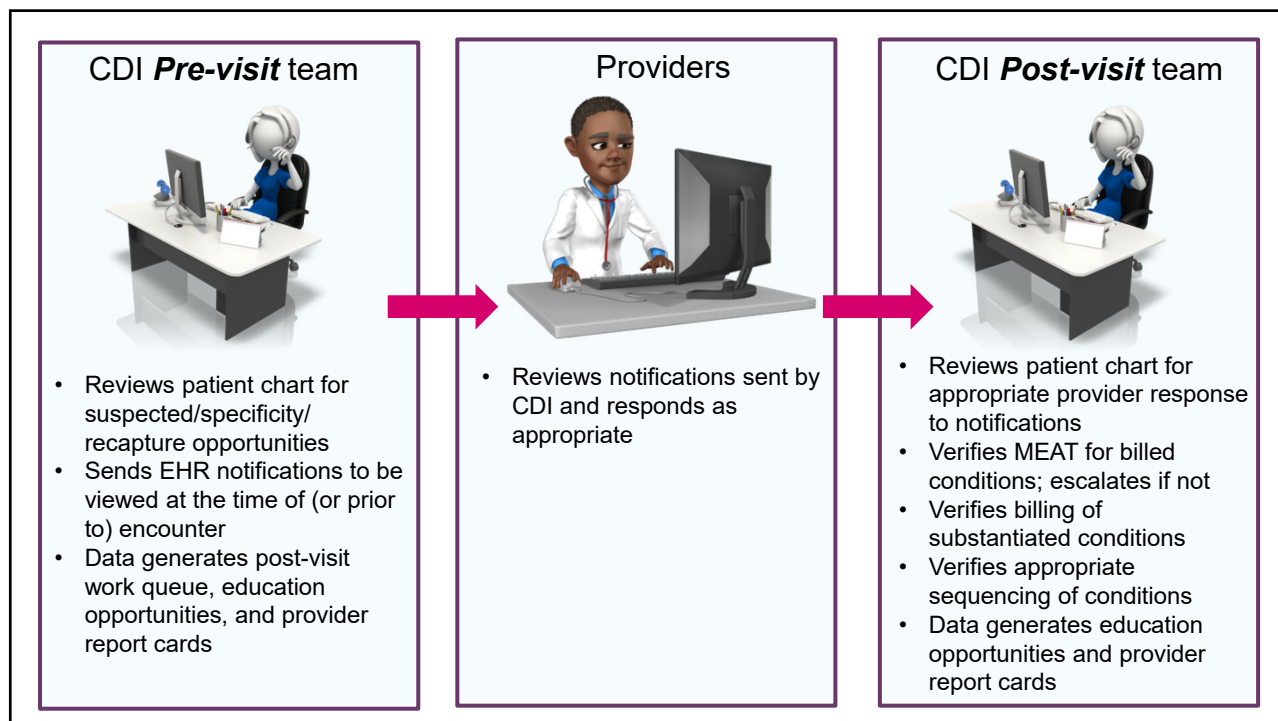 CDI Pre-visit team
• Reviews patient chart for
suspected/specificity/
recapture opportunities
• Sends EHR notifications to be
viewed at the time of (or prior
to) encounter
• Data generates post-visit
work queue, education
opportunities, and provider
report cards
Providers
• Reviews notifications sent by
CDI and responds as
appropriate
CDI Post-visit team
• Reviews patient chart for
appropriate provider response
to notifications
• Verifies MEAT for billed
conditions; escalates if not
• Verifies billing of
substantiated conditions
• Verifies appropriate
sequencing of conditions
• Data generates education
opportunities and provider
report cards